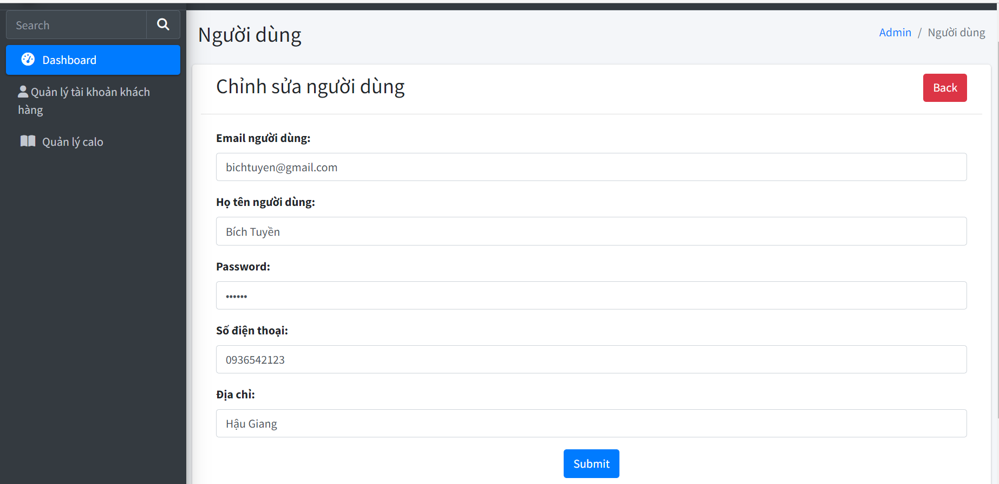 Search
Dashboard
Quản lý tài khoản khách
hàng
Quản lý calo
Người dùng
Admin / Người dùng
Chỉnh sửa người dùng
Back
Email người dùng:
bichtuyen@gmail.com
Họ tên người dùng:
Bích Tuyền
Password:
••••••
Số điện thoại:
0936542123
Địa chỉ:
Hậu Giang
Submit